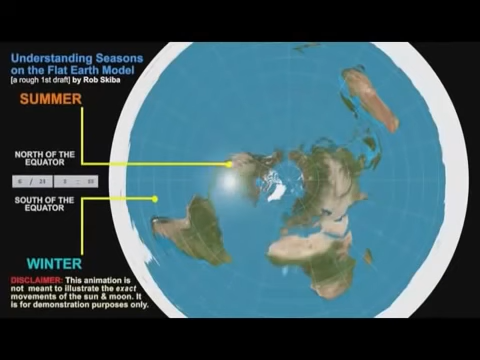 Understanding Seasons
on the Flat Earth Model
[a rough 1st draft] by Rob Skiba
SUMMER
NORTH OF THE
EQUATOR
SOUTH OF THE
EQUATOR
WINTER
DISCLAIMER: This animation is
not meant to illustrate the exact
movements of the sun & moon. It
is for demonstration purposes only.